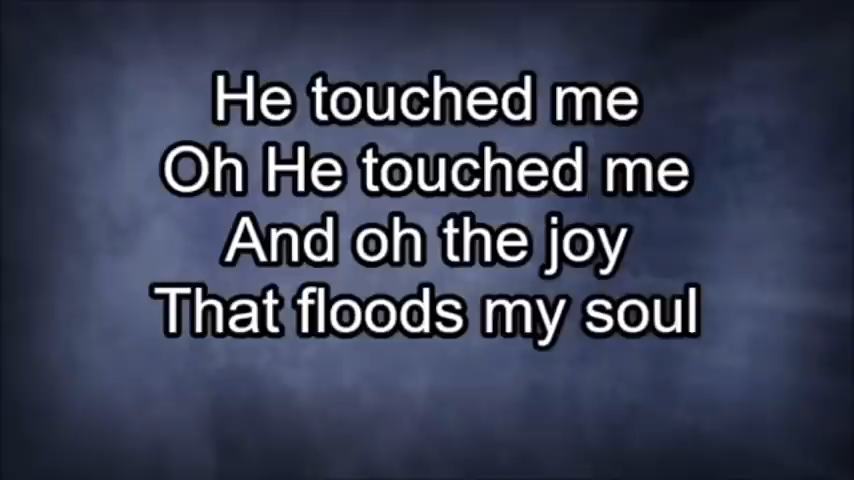 He touched me
Oh He touched me
And oh the joy
That floods my soul